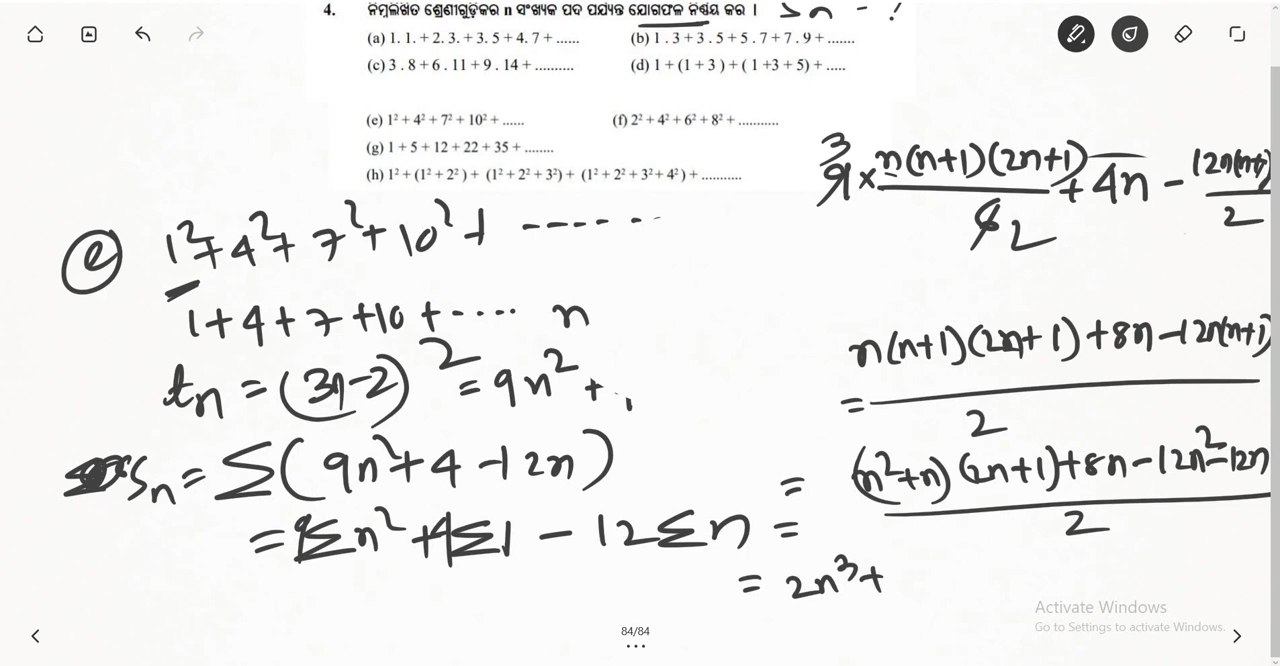 4. ନିମ୍ନଲିଖିତ ଶ୍ରେଣୀଗୁଡ଼ିକର n ସଂଖ୍ୟକ ପଦ ପର୍ଯ୍ୟନ୍ତ ଯୋଗଫଳ ନିର୍ଣ୍ଣୟ କର । Sn - ?
(a) 1. 1. + 2. 3. + 3. 5 + 4. 7 + ...... (b) 1 . 3 + 3 . 5 + 5 . 7 + 7 . 9 + .......
(c) 3 . 8 + 6 . 11 + 9 . 14 + .......... (d) 1 + (1 + 3 ) + ( 1 +3 + 5) + .....
(e) 1² + 4² + 7² + 10² + ...... (f) 2² + 4² + 6² + 8² + ...........
(g) 1 + 5 + 12 + 22 + 35 + ........
(h) 1² + (1² + 2² ) + (1² + 2² + 3²) + (1² + 2² + 3² + 4² ) + ...........
(e) 1² + 4² + 7² + 10² + ------
1 + 4 + 7 + 10 + .... n
tn = (3n-2)² = 9n² + .
Sn = Σ(9n² + 4 - 12n)
= 9Σn² + 4Σ1 - 12Σn =
3
9 × n(n+1)(2n+1) / 6 2 + 4n - 12n(n+1) / 2
= n(n+1)(2n+1) + 8n - 12n(n+1) / 2
= (n²+n)(2n+1) + 8n - 12n² - 12n / 2
= 2n³ +
84/84
Activate Windows
Go to Settings to activate Windows.